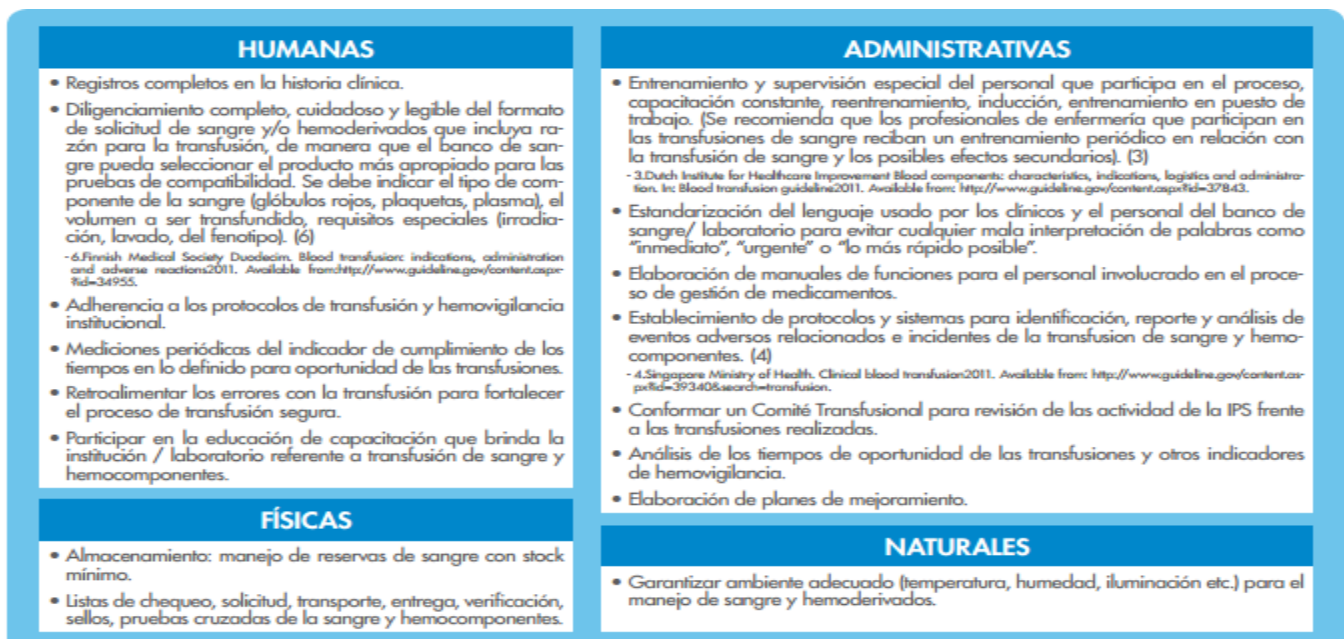 HUMANAS
• Registros completos en la historia clínica.
• Diligenciamiento completo, cuidadoso y legible del formato
de solicitud de sangre y/o hemoderivados que incluya ra-
zón para la transfusión, de manera que el banco de san-
gre pueda seleccionar el producto más apropiado para las
pruebas de compatibilidad. Se debe indicar el tipo de com-
ponente de la sangre (glóbulos rojos, plaquetas, plasma), el
volumen a ser transfundido, requisitos especiales (irradia-
ción, lavado, del fenotipo). (6)
- 6.Finnish Medical Society Duodecim. Blood transfusion: indications, administration
and adverse reactions2011. Available from:http://www.guideline.gov/content.aspx-
?id=34955.
• Adherencia a los protocolos de transfusión y hemovigilancia
institucional.
• Mediciones periódicas del indicador de cumplimiento de los
tiempos en lo definido para oportunidad de las transfusiones.
• Retroalimentar los errores con la transfusión para fortalecer
el proceso de transfusión segura.
• Participar en la educación de capacitación que brinda la
institución / laboratorio referente a transfusión de sangre y
hemocomponentes.
FÍSICAS
• Almacenamiento: manejo de reservas de sangre con stock
mínimo.
• Listas de chequeo, solicitud, transporte, entrega, verificación,
sellos, pruebas cruzadas de la sangre y hemocomponentes.
ADMINISTRATIVAS
• Entrenamiento y supervisión especial del personal que participa en el proceso,
capacitación constante, reentrenamiento, inducción, entrenamiento en puesto de
trabajo. (Se recomienda que los profesionales de enfermería que participan en
las transfusiones de sangre reciban un entrenamiento periódico en relación con
la transfusión de sangre y los posibles efectos secundarios). (3)
- 3.Dutch Institute for Healthcare Improvement Blood components: characteristics, indications, logistics and administra-
tion. In: Blood transfusion guideline2011. Available from: http://www.guideline.gov/content.aspx?id=37843.
• Estandarización del lenguaje usado por los clínicos y el personal del banco de
sangre/ laboratorio para evitar cualquier mala interpretación de palabras como
“inmediato”, “urgente” o “lo más rápido posible”.
• Elaboración de manuales de funciones para el personal involucrado en el proce-
so de gestión de medicamentos.
• Establecimiento de protocolos y sistemas para identificación, reporte y análisis de
eventos adversos relacionados e incidentes de la transfusion de sangre y hemo-
componentes. (4)
- 4.Singapore Ministry of Health. Clinical blood transfusion2011. Available from: http://www.guideline.gov/content.as-
px?id=39340&search=transfusion.
• Conformar un Comité Transfusional para revisión de las actividad de la IPS frente
a las transfusiones realizadas.
• Análisis de los tiempos de oportunidad de las transfusiones y otros indicadores
de hemovigilancia.
• Elaboración de planes de mejoramiento.
NATURALES
• Garantizar ambiente adecuado (temperatura, humedad, iluminación etc.) para el
manejo de sangre y hemoderivados.